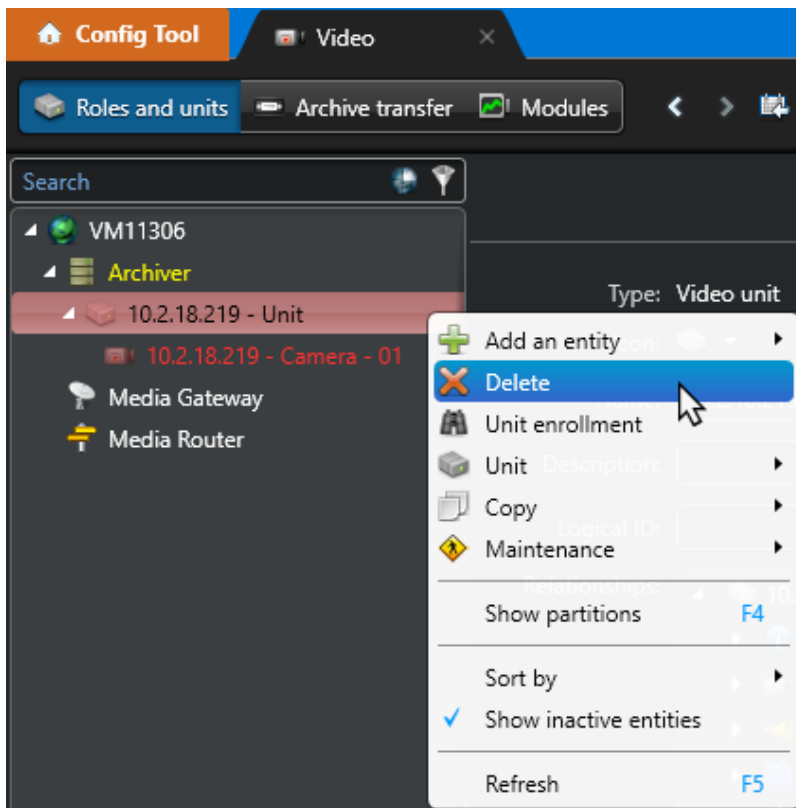 Config Tool
Video
Roles and units
Archive transfer
Modules
Search
VM11306
Archiver
10.2.18.219 - Unit
10.2.18.219 - Camera - 01
Media Gateway
Media Router
Type: Video unit
Add an entity
Delete
Unit enrollment
Unit
Description:
Copy
Logical ID:
Maintenance
Relationships:
Show partitions F4
Sort by
Show inactive entities
Refresh F5